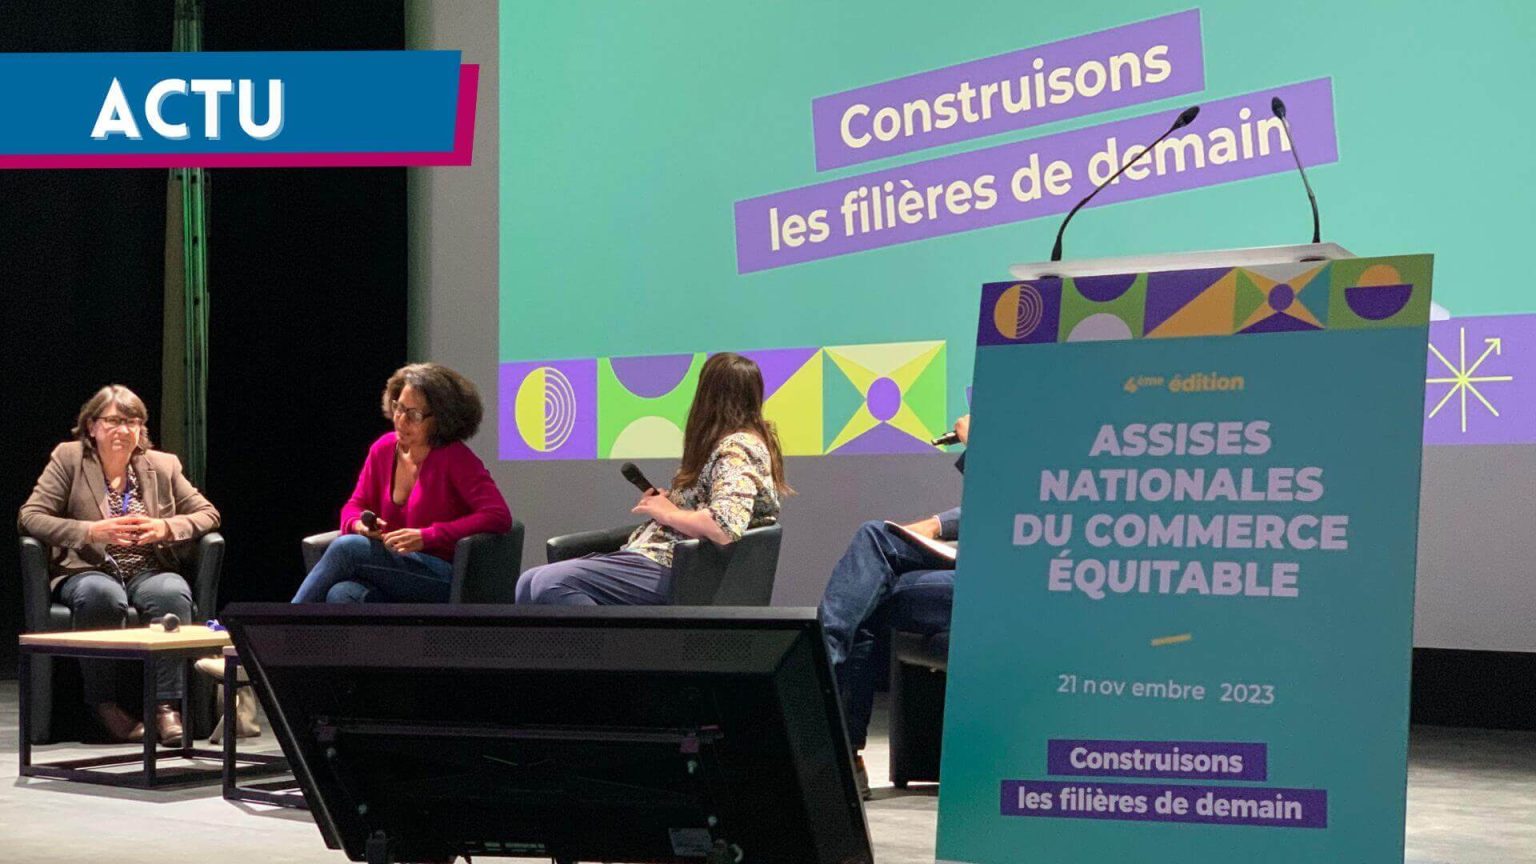 ACTU
Construisons
les filières de demain
4ème édition
ASSISES
NATIONALES
DU COMMERCE
ÉQUITABLE
21 novembre 2023
Construisons
les filières de demain